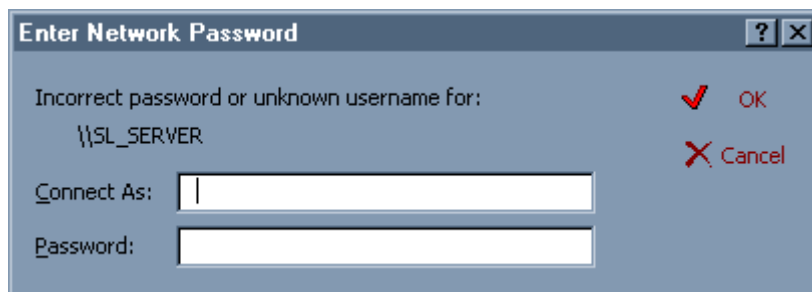 Enter Network Password
Incorrect password or unknown username for:
\\SL_SERVER
OK
Cancel
Connect As:
Password: